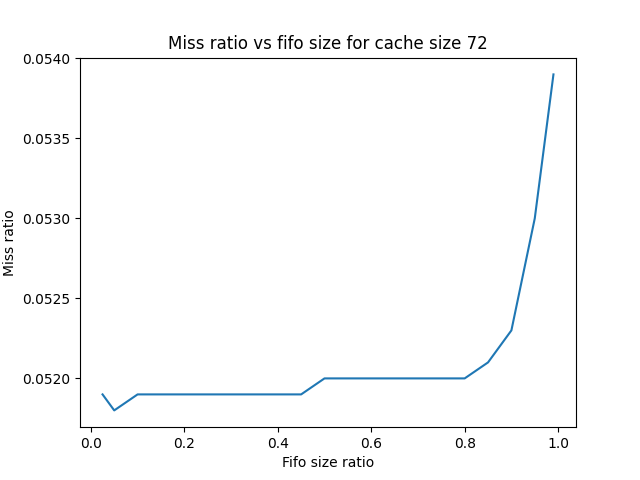 Miss ratio vs fifo size for cache size 72
0.0540
0.0535
0.0530
0.0525
0.0520
Miss ratio
0.0 0.2 0.4 0.6 0.8 1.0
Fifo size ratio